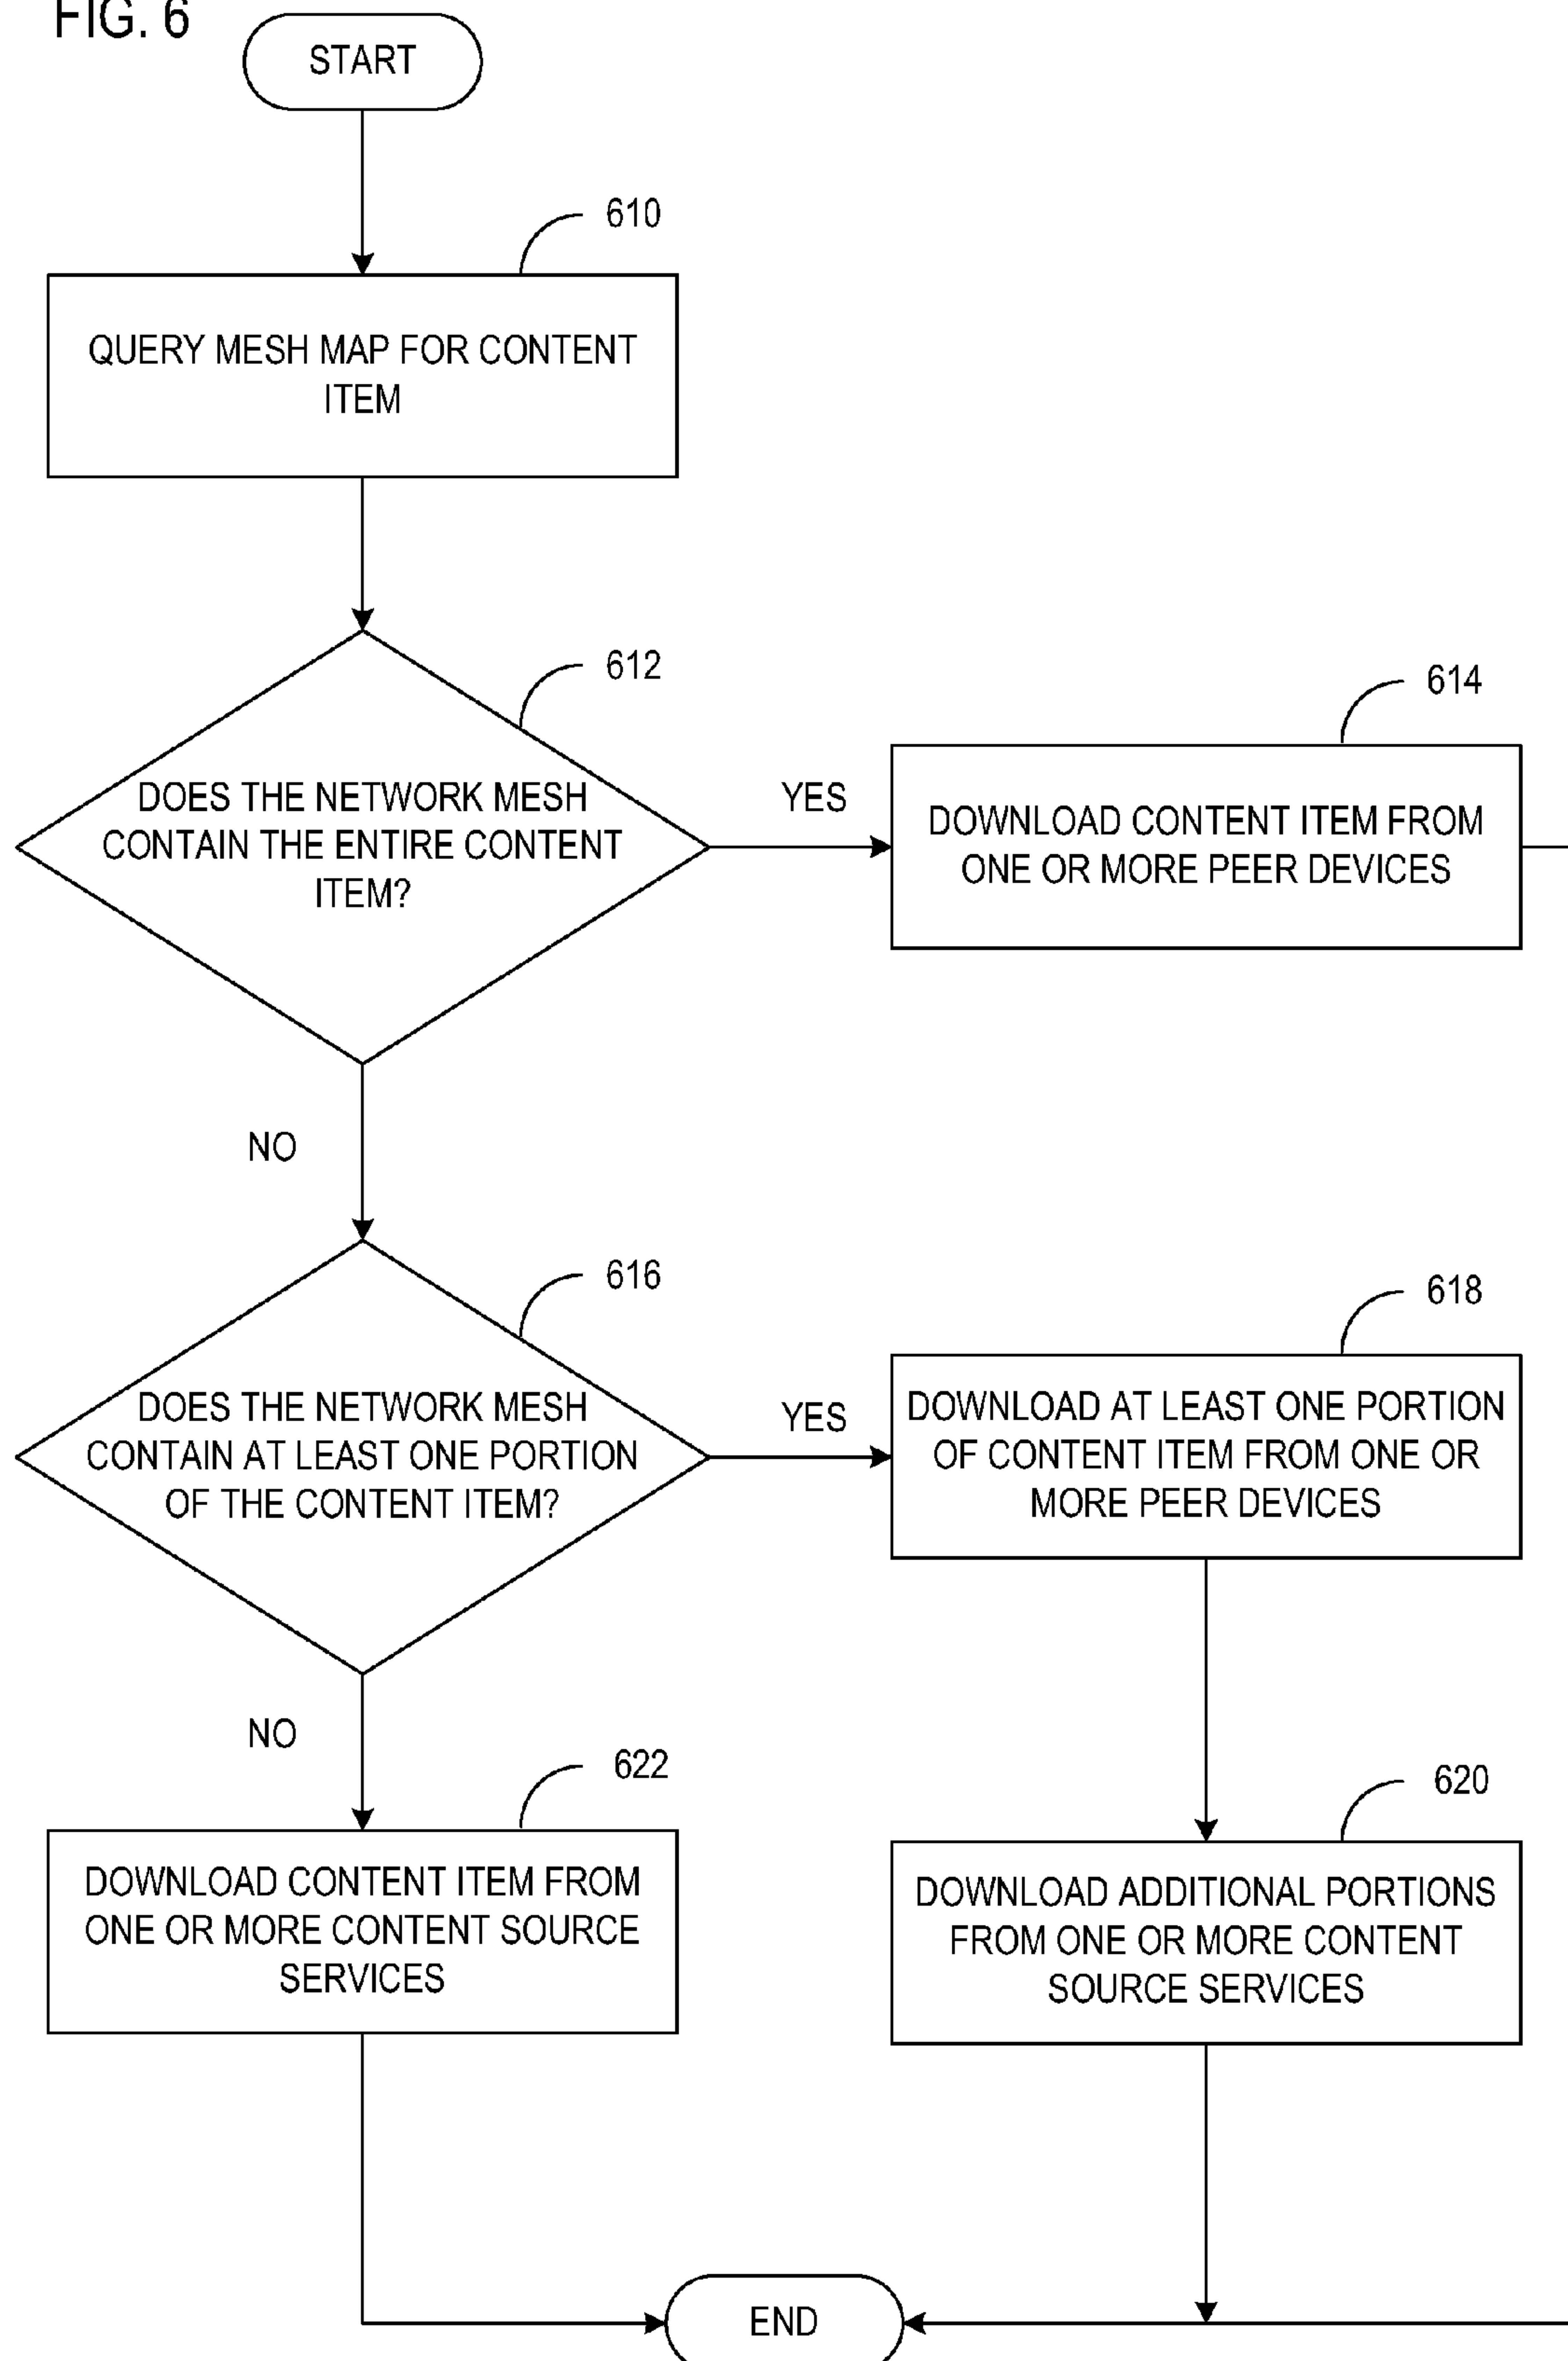 FIG. 6
START
610
QUERY MESH MAP FOR CONTENT
ITEM
612
DOES THE NETWORK MESH
CONTAIN THE ENTIRE CONTENT
ITEM?
YES
614
DOWNLOAD CONTENT ITEM FROM
ONE OR MORE PEER DEVICES
NO
616
DOES THE NETWORK MESH
CONTAIN AT LEAST ONE PORTION
OF THE CONTENT ITEM?
YES
618
DOWNLOAD AT LEAST ONE PORTION
OF CONTENT ITEM FROM ONE OR
MORE PEER DEVICES
NO
622
DOWNLOAD CONTENT ITEM FROM
ONE OR MORE CONTENT SOURCE
SERVICES
620
DOWNLOAD ADDITIONAL PORTIONS
FROM ONE OR MORE CONTENT
SOURCE SERVICES
END